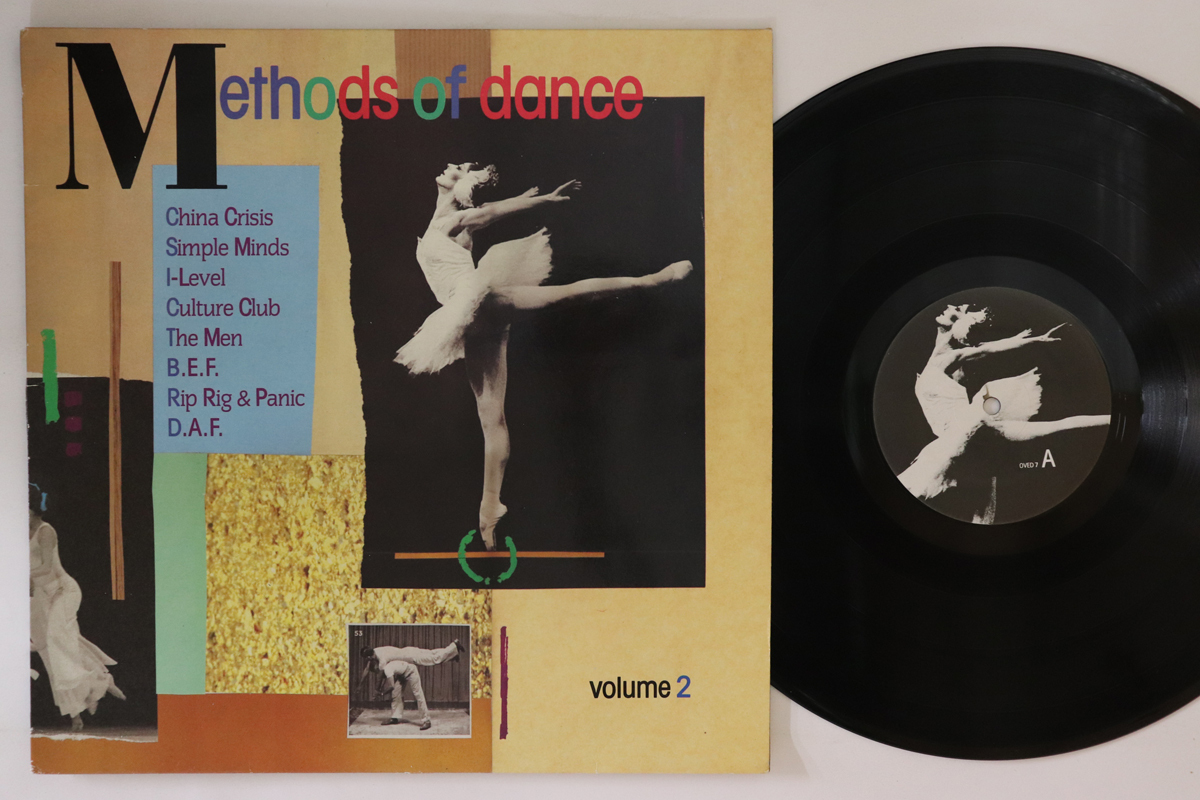 Methods of dance
China Crisis
Simple Minds
I-Level
Culture Club
The Men
B.E.F.
Rip Rig & Panic
D.A.F.
53
volume 2
OVED 7 A